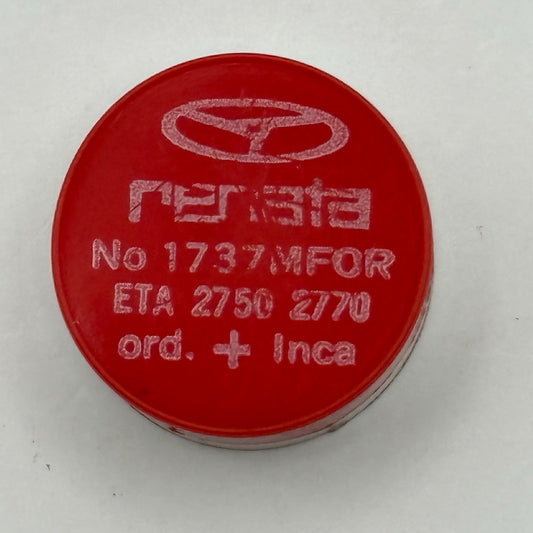 renata
No 1737MFOR
ETA 2750 2770
ord. + Inca